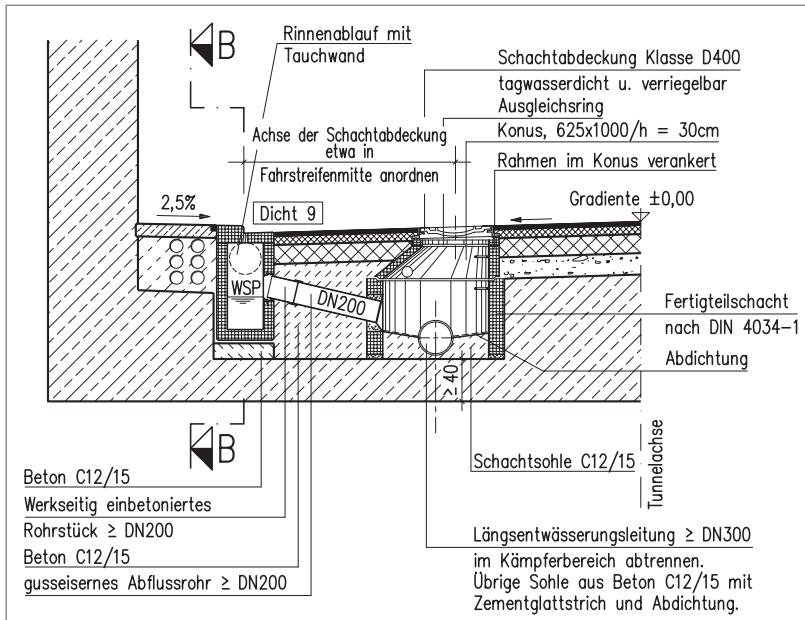 B
Rinnenablauf mit
Tauchwand
Schachtabdeckung Klasse D400
tagwasserdicht u. verriegelbar
Ausgleichsring
Konus, 625x1000/h = 30cm
Rahmen im Konus verankert
Achse der Schachtabdeckung
etwa in
Fahrstreifenmitte anordnen
2,5%
Dicht 9
Gradiente ±0,00
WSP
DN200
Fertigteilschacht
nach DIN 4034-1
Abdichtung
≥ 40
Tunnelachse
B
Schachtsohle C12/15
Beton C12/15
Werkseitig einbetoniertes
Rohrstück ≥ DN200
Beton C12/15
gusseisernes Abflussrohr ≥ DN200
Längsentwässerungsleitung ≥ DN300
im Kämpferbereich abtrennen.
Übrige Sohle aus Beton C12/15 mit
Zementglattstrich und Abdichtung.